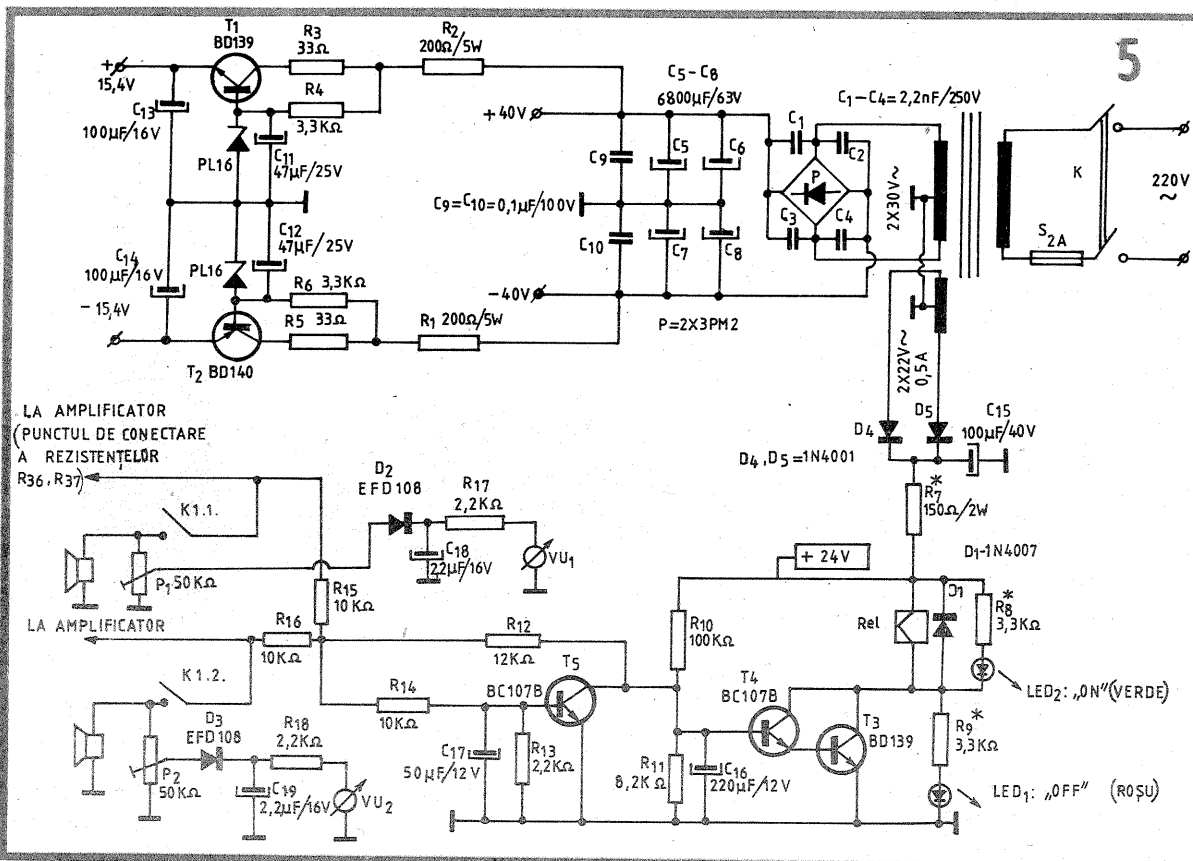 5
T1
BD139
R3
33Ω
R2
200Ω/5W
+
15,4V
C13
100µF/16V
R4
3,3KΩ
PL16
C11
47µF/25V
+40V
C5-C8
6800µF/63V
C1-C4=2,2nF/250V
C9
C5
C6
C1
C2
P
C3
C4
C9=C10=0,1µF/100V
C10
C7
C8
2X30V~
K
220V
~
S
2A
C12
47µF/25V
C14
100µF/16V
PL16
R6 3,3KΩ
-15,4V
R5
33Ω
R1 200Ω/5W
-40V
P=2X3PM2
T2 BD140
2X22V~
0,5A
D4
D5
C15
100µF/40V
D4,D5=1N4001
R7*
150Ω/2W
LA AMPLIFICATOR
(PUNCTUL DE CONECTARE
A REZISTENȚELOR
R36,R37)
K1.1.
D2
EFD108
R17
2,2KΩ
C18
22µF/16V
VU1
P1 50KΩ
R15
10KΩ
+24V
D1-1N4007
LA AMPLIFICATOR
R16
10KΩ
R12
12KΩ
R10
100KΩ
Rel
D1
R8*
3,3KΩ
K1.2.
R14
10KΩ
T5
BC107B
T4
BC107B
T3
BD139
LED2: „ON"(VERDE)
D3
EFD108
R18
2,2KΩ
P2
50KΩ
C19
2,2µF/16V
VU2
C17
50µF/12V
R13
2,2KΩ
R11
8,2KΩ
C16
220µF/12V
R9*
3,3KΩ
LED1: „OFF" (ROȘU)